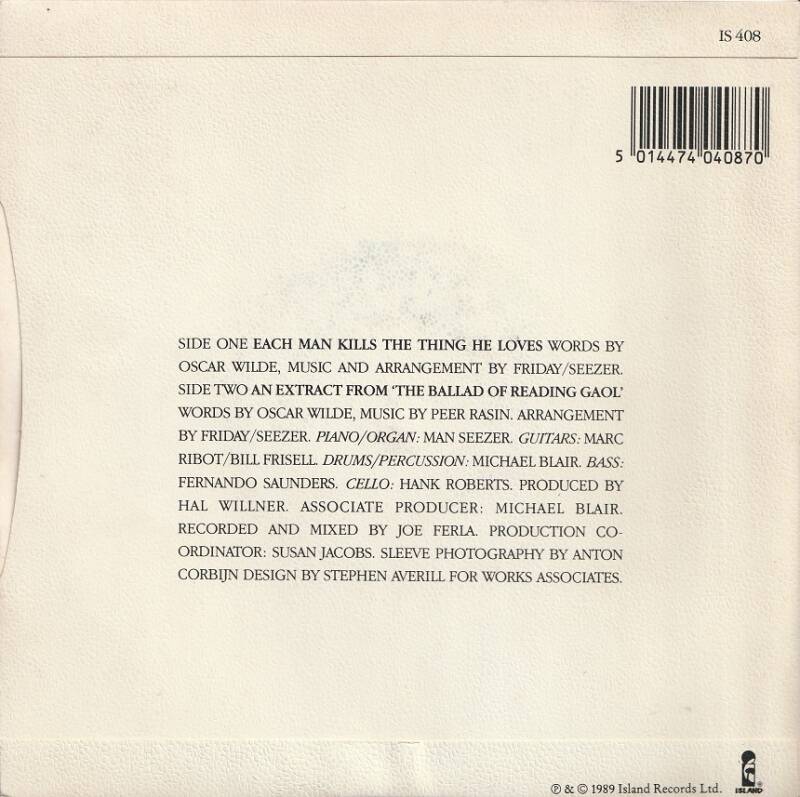 IS 408
5 014474 040870
SIDE ONE EACH MAN KILLS THE THING HE LOVES WORDS BY
OSCAR WILDE, MUSIC AND ARRANGEMENT BY FRIDAY/SEEZER.
SIDE TWO AN EXTRACT FROM ‘THE BALLAD OF READING GAOL’
WORDS BY OSCAR WILDE, MUSIC BY PEER RASIN. ARRANGEMENT
BY FRIDAY/SEEZER. PIANO/ORGAN: MAN SEEZER. GUITARS: MARC
RIBOT/BILL FRISELL. DRUMS/PERCUSSION: MICHAEL BLAIR. BASS:
FERNANDO SAUNDERS. CELLO: HANK ROBERTS. PRODUCED BY
HAL WILLNER. ASSOCIATE PRODUCER: MICHAEL BLAIR.
RECORDED AND MIXED BY JOE FERLA. PRODUCTION CO-
ORDINATOR: SUSAN JACOBS. SLEEVE PHOTOGRAPHY BY ANTON
CORBIJN DESIGN BY STEPHEN AVERILL FOR WORKS ASSOCIATES.
℗ & © 1989 Island Records Ltd.
ISLAND®